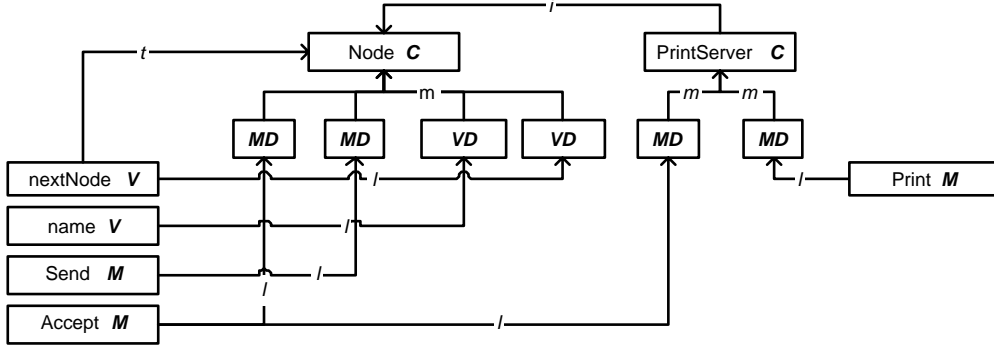 i
Node C
PrintServer C
t
m
m
m
MD
MD
VD
VD
MD
MD
nextNode V
l
l
Print M
name V
l
Send M
l
l
Accept M
l